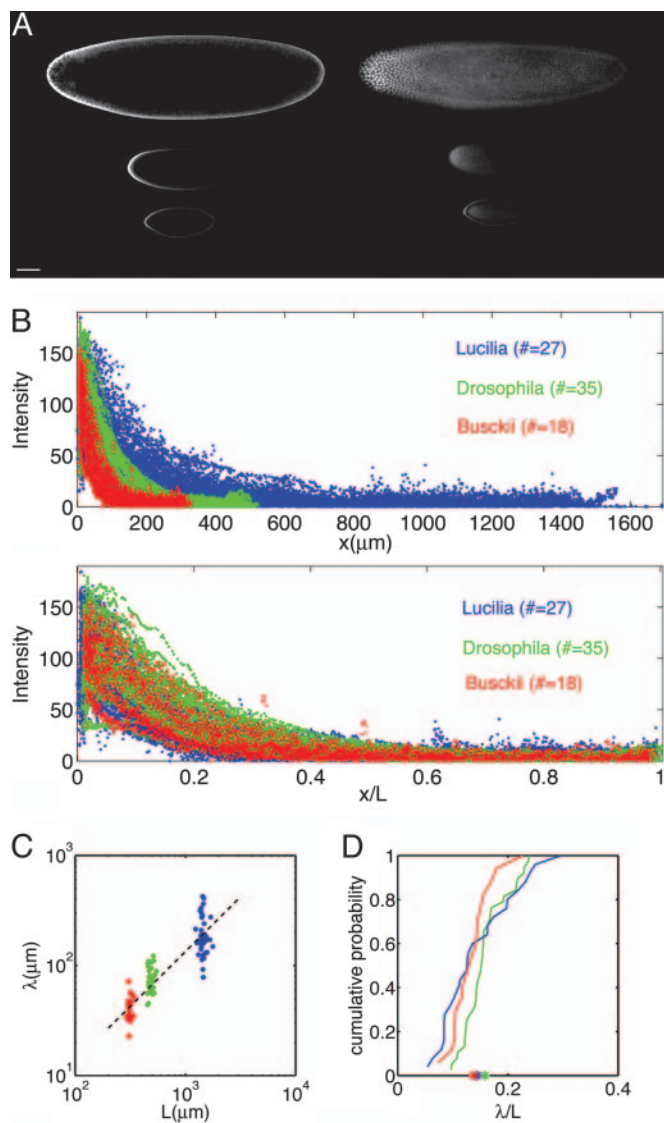 A
B
150
100
50
0
Intensity
Lucilia (#=27)
Drosophila (#=35)
Busckii (#=18)
0 200 400 600 800 1000 1200 1400 1600
x(μm)
150
100
50
0
Intensity
Lucilia (#=27)
Drosophila (#=35)
Busckii (#=18)
0 0.2 0.4 0.6 0.8 1
x/L
C
10³
10²
10¹
λ(μm)
10² 10³ 10⁴
L(μm)
D
1
0.8
0.6
0.4
0.2
0
cumulative probability
0 0.2 0.4
λ/L